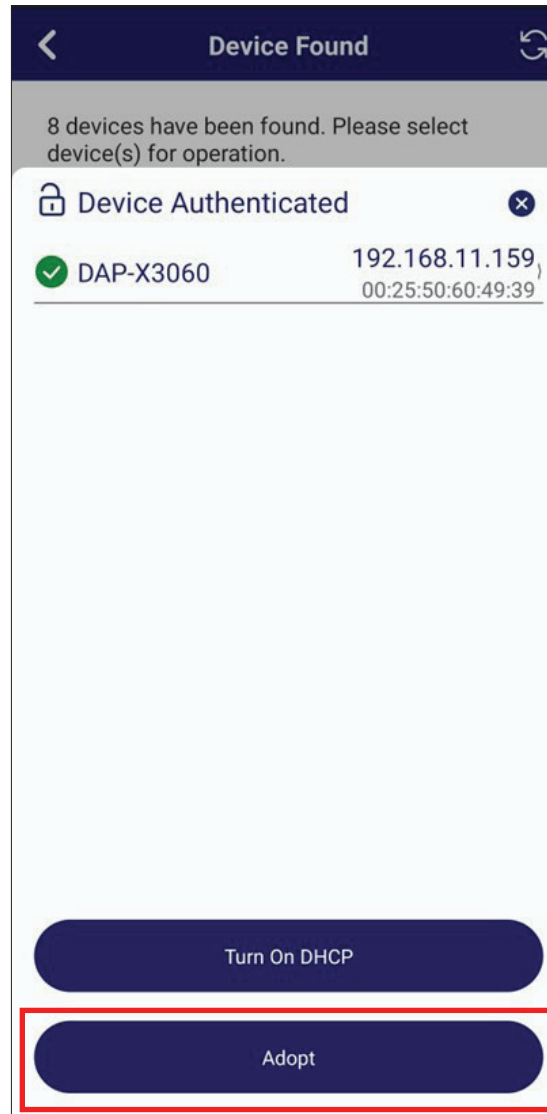 Device Found
8 devices have been found. Please select
device(s) for operation.
Device Authenticated
DAP-X3060
192.168.11.159
00:25:50:60:49:39
Turn On DHCP
Adopt